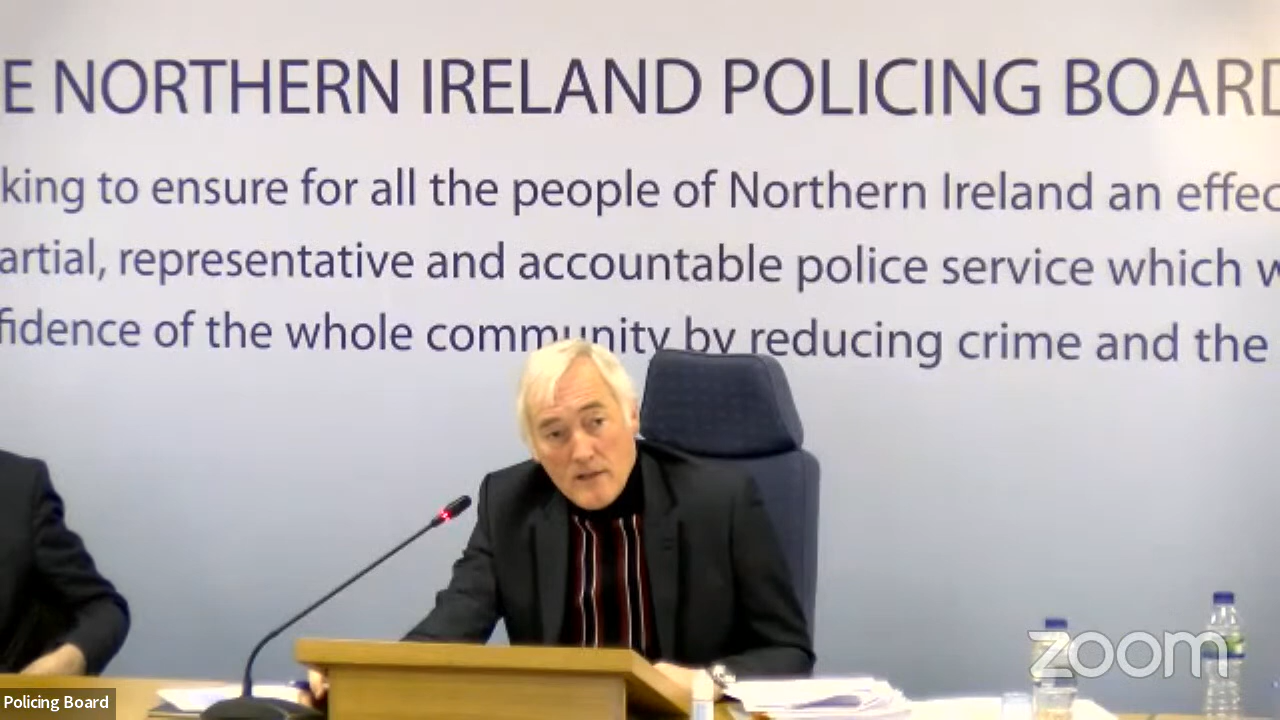 E NORTHERN IRELAND POLICING BOARD
king to ensure for all the people of Northern Ireland an effec
artial, representative and accountable police service which w
fidence of the whole community by reducing crime and the
zoom
Policing Board